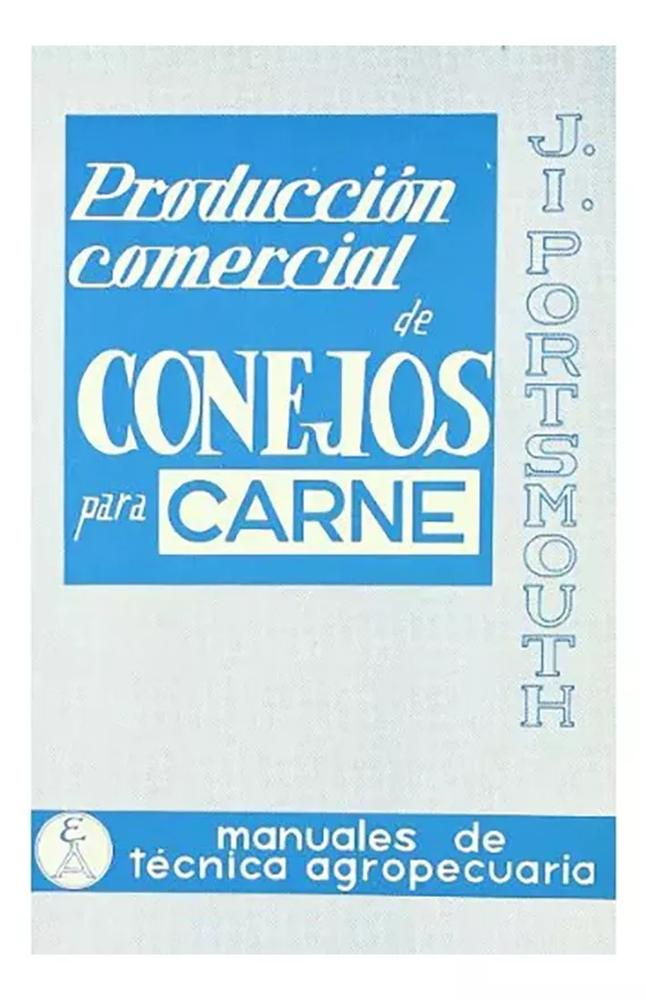 Producción
comercial
de
CONEJOS
para CARNE
J. I. PORTSMOUTH
EA
manuales de
técnica agropecuaria